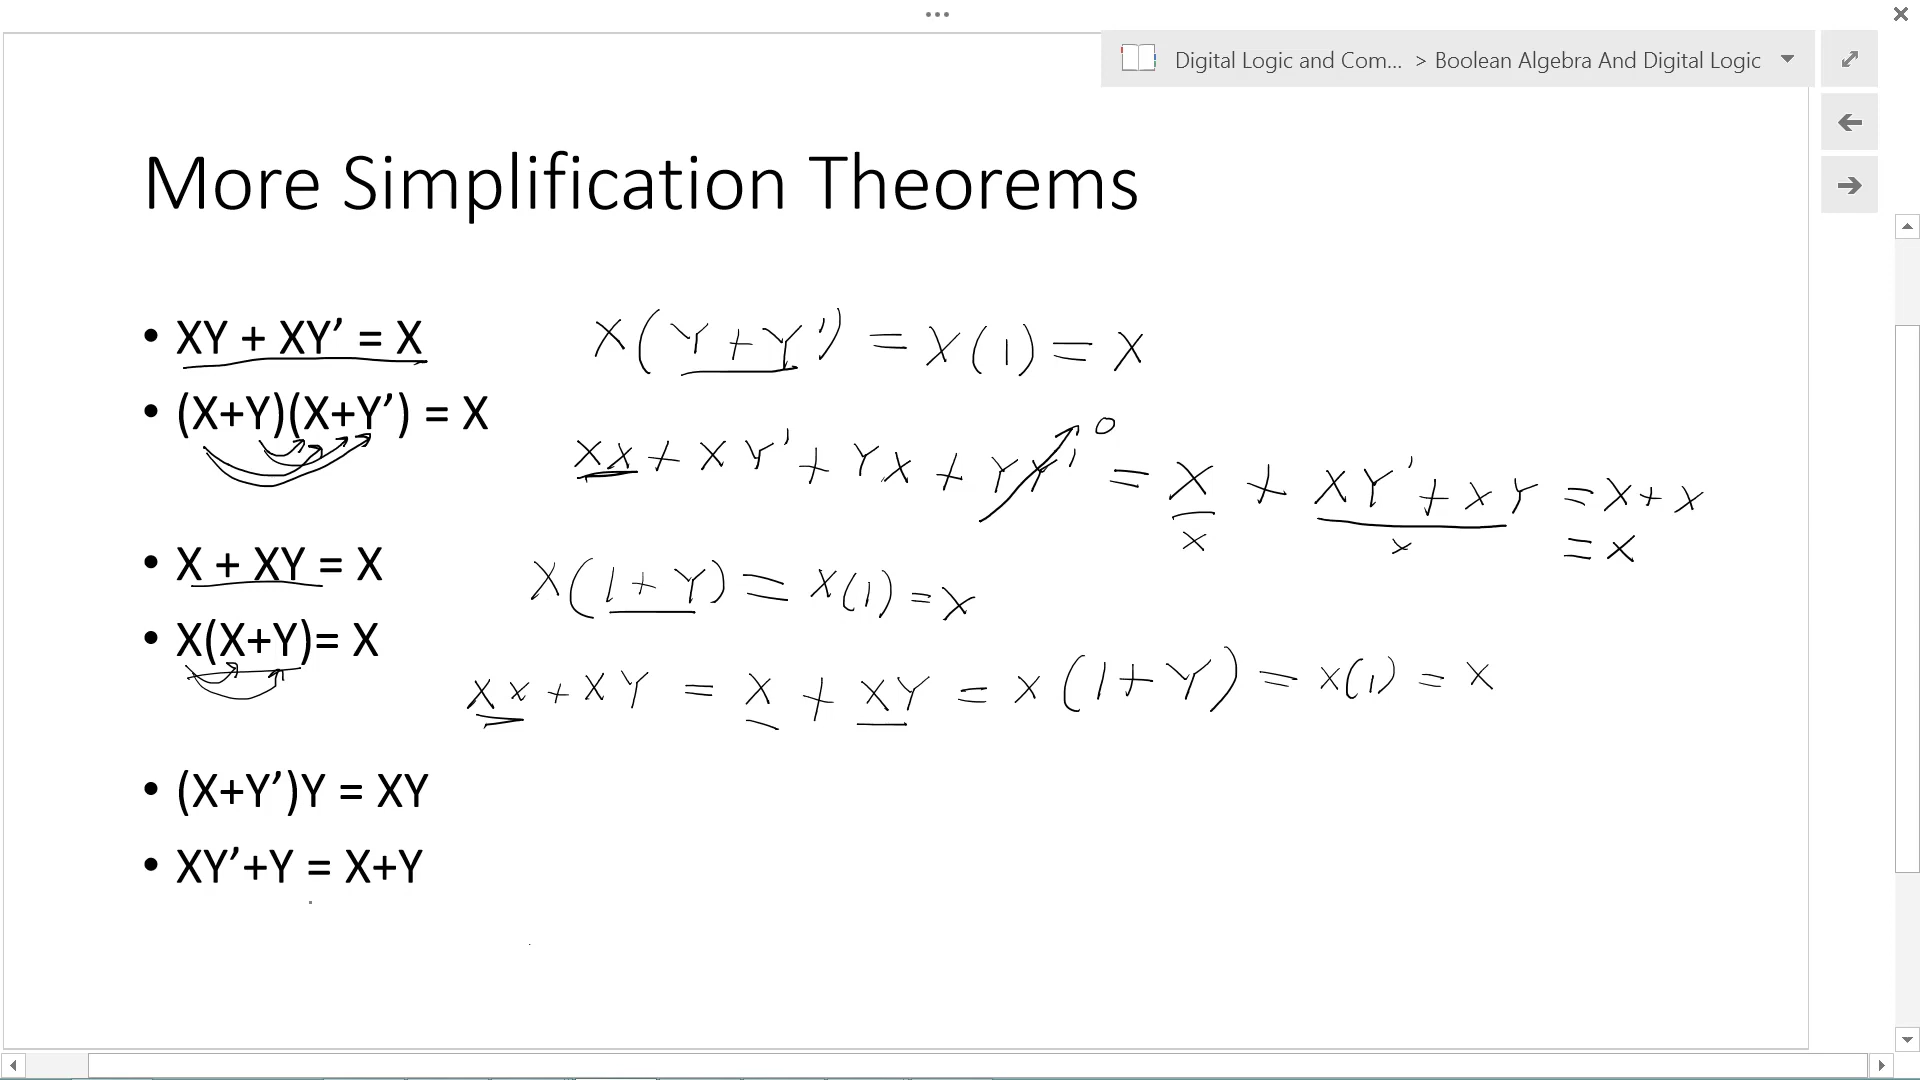 Digital Logic and Com... > Boolean Algebra And Digital Logic
More Simplification Theorems
• XY + XY’ = X
X(Y+Y') = X(1) = X
• (X+Y)(X+Y’) = X
XX + XY' + YX + YY' 0 = X + XY' + XY = X + X
X X = X
• X + XY = X
X(1+Y) = X(1) = X
• X(X+Y)= X
XX + XY = X + XY = X(1+Y) = X(1) = X
• (X+Y’)Y = XY
• XY’+Y = X+Y